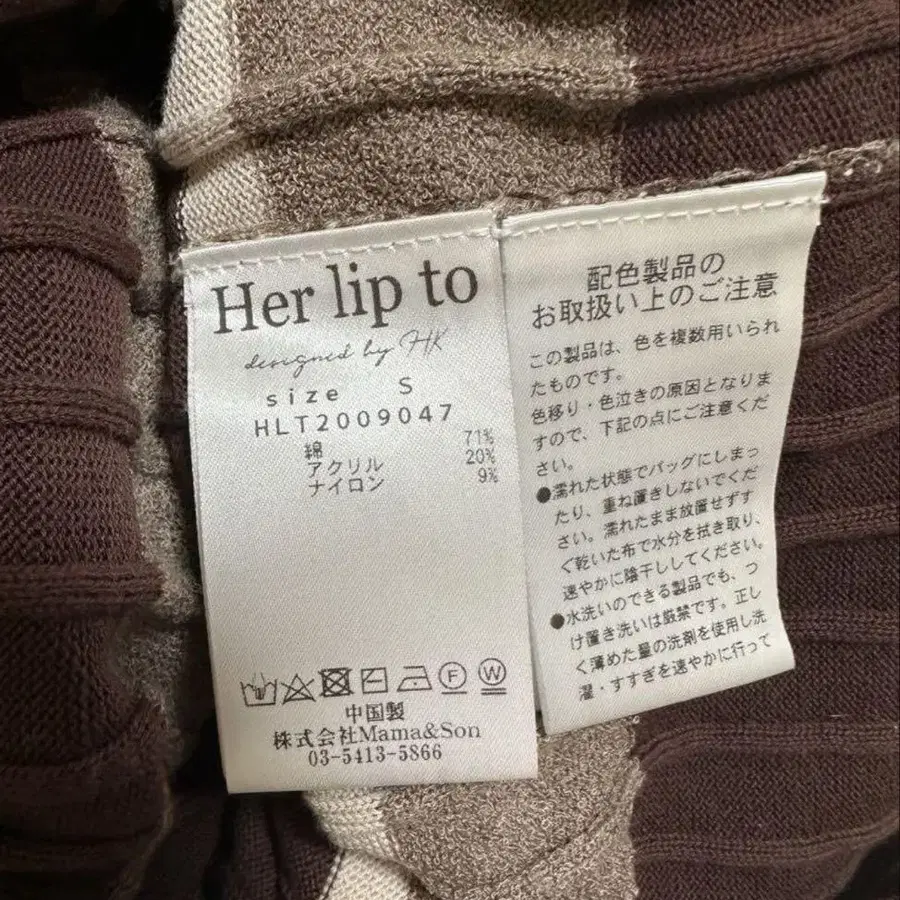 Her lip to
designed by HK
size S
HLT2009047
綿 71%
アクリル 20%
ナイロン 9%
中国製
株式会社Mama&Son
03-5413-5866
配色製品の
お取扱い上のご注意
この製品は、色を複数用いられ
たものです。
色移り・色泣きの原因となりま
すので、下記の点にご注意くだ
さい。
●濡れた状態でバッグにしまっ
たり、重ね置きしないでくだ
さい。濡れたまま放置せずす
ぐ乾いた布で水分を拭き取り、
速やかに陰干ししてください。
●水洗いのできる製品でも、つ
け置き洗いは厳禁です。正し
く薄めた量の洗剤を使用し洗
濯・すすぎを速やかに行って